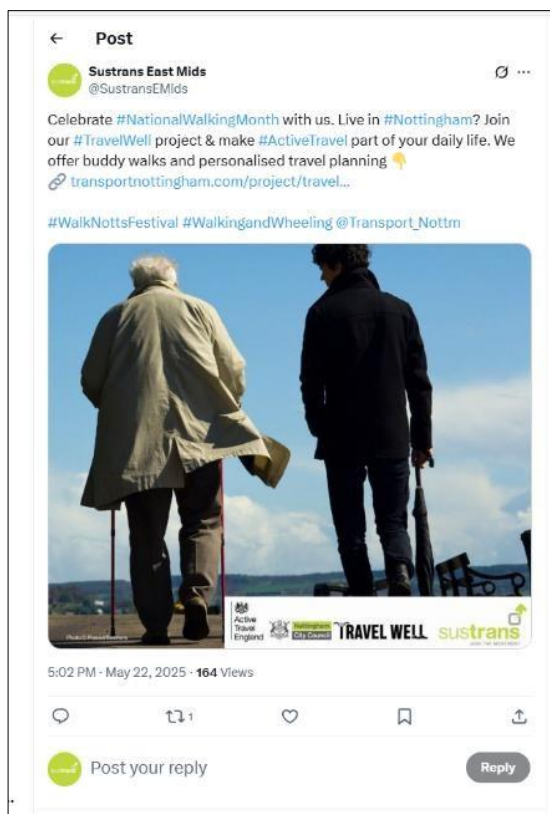 ← Post
Sustrans East Mids
@SustransEMids
Celebrate #NationalWalkingMonth with us. Live in #Nottingham? Join
our #TravelWell project & make #ActiveTravel part of your daily life. We
offer buddy walks and personalised travel planning 👇
🔗 transportnottingham.com/project/travel...
#WalkNottsFestival #WalkingandWheeling @Transport_Nottm
Active
Travel
England
Nottingham
City Council
TRAVEL WELL
sustrans
JOIN THE MOVEMENT
5:02 PM · May 22, 2025 · 164 Views
1
Post your reply
Reply